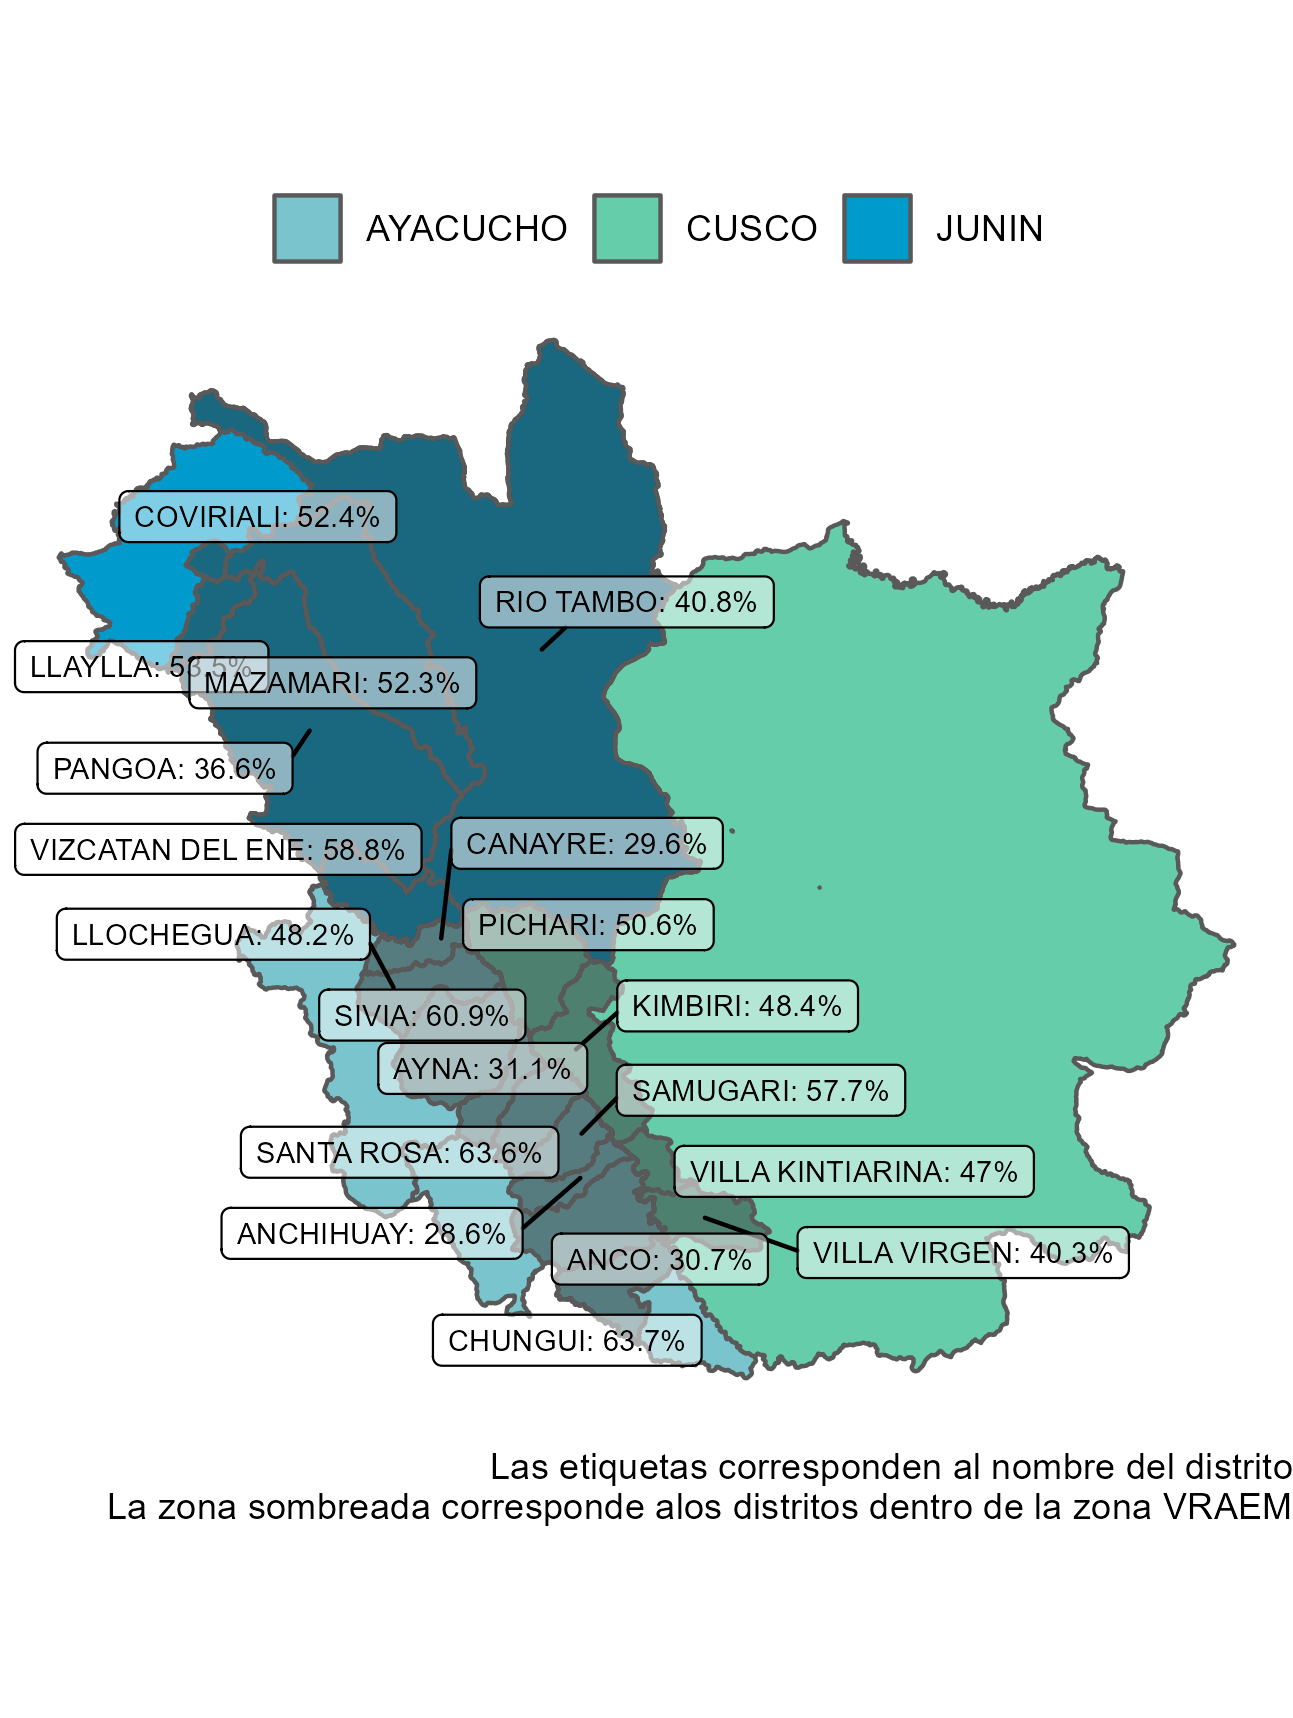 AYACUCHO CUSCO JUNIN
COVIRIALI: 52.4%
RIO TAMBO: 40.8%
LLAYLLA: 53.5%
MAZAMARI: 52.3%
PANGOA: 36.6%
VIZCATAN DEL ENE: 58.8%
CANAYRE: 29.6%
LLOCHEGUA: 48.2%
PICHARI: 50.6%
SIVIA: 60.9%
KIMBIRI: 48.4%
AYNA: 31.1%
SAMUGARI: 57.7%
SANTA ROSA: 63.6%
VILLA KINTIARINA: 47%
ANCHIHUAY: 28.6%
ANCO: 30.7%
VILLA VIRGEN: 40.3%
CHUNGUI: 63.7%
Las etiquetas corresponden al nombre del distrito
La zona sombreada corresponde alos distritos dentro de la zona VRAEM